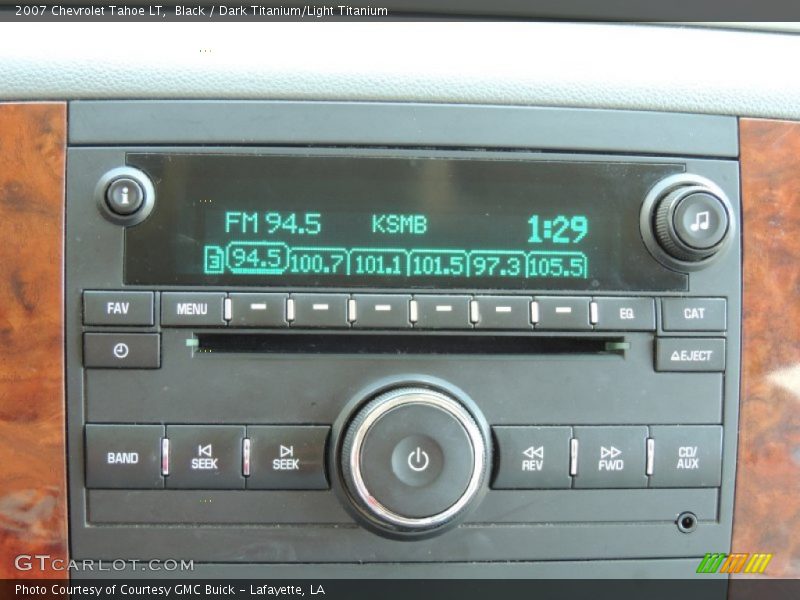 2007 Chevrolet Tahoe LT, Black / Dark Titanium/Light Titanium
i
FM 94.5 KSMB 1:29
3 94.5 100.7 101.1 101.5 97.3 105.5
FAV MENU EQ CAT
EJECT
BAND SEEK SEEK REV FWD CD/AUX
GTCARLOT.COM
Photo Courtesy of Courtesy GMC Buick - Lafayette, LA